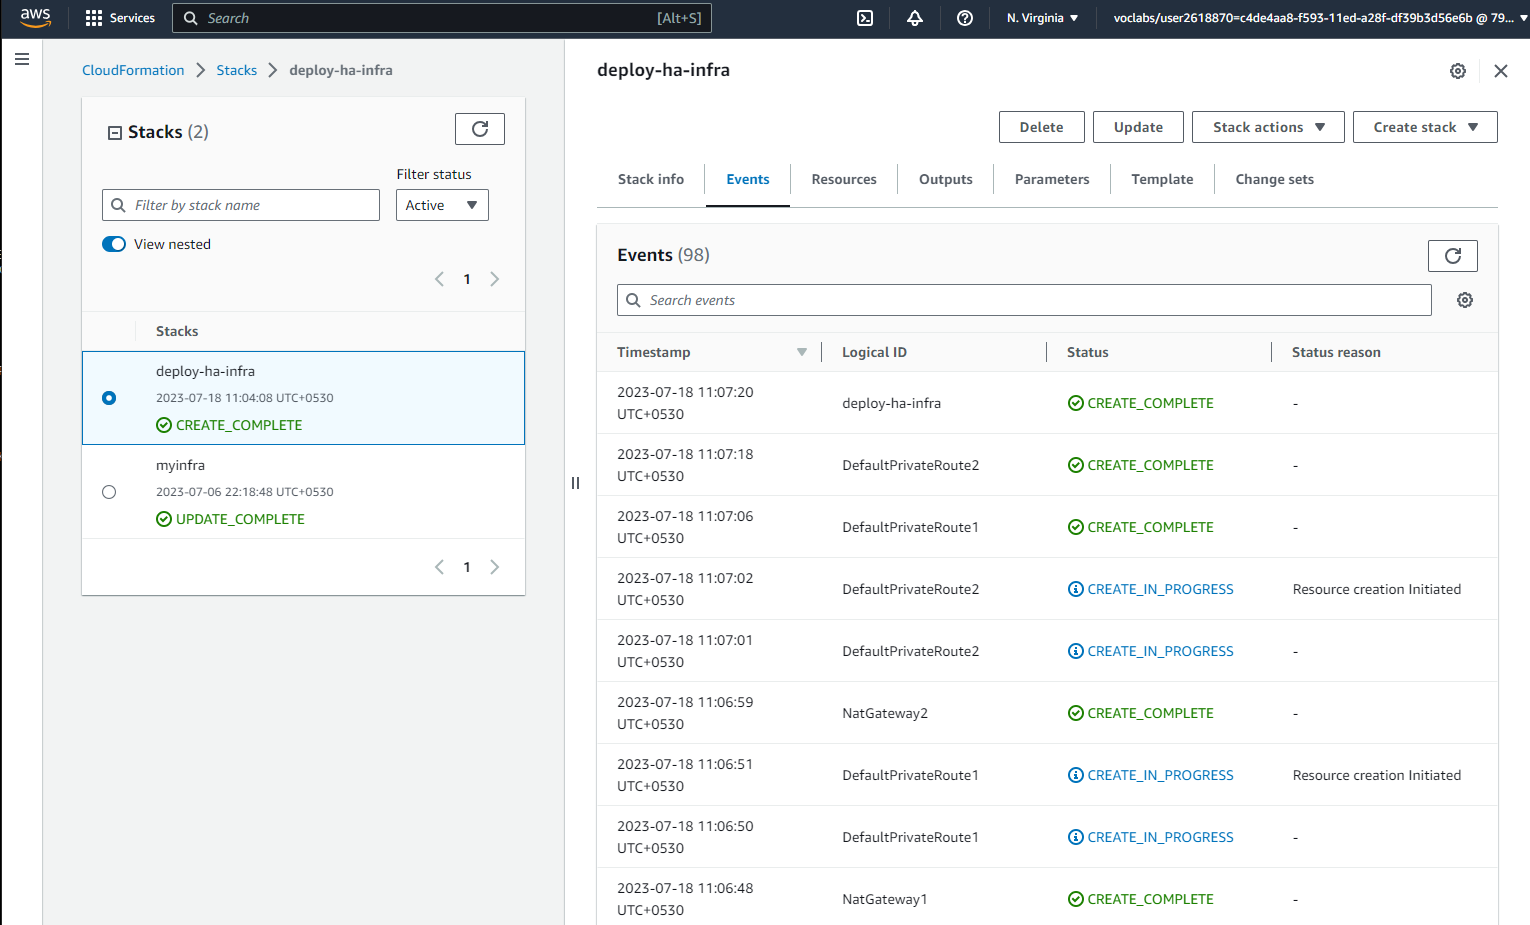 aws
Services
Search
[Alt+S]
N. Virginia
voclabs/user2618870=c4de4aa8-f593-11ed-a28f-df39b3d56e6b @ 79...
CloudFormation
Stacks
deploy-ha-infra
Stacks (2)
Filter status
Filter by stack name
Active
View nested
1
Stacks
deploy-ha-infra
2023-07-18 11:04:08 UTC+0530
CREATE_COMPLETE
myinfra
2023-07-06 22:18:48 UTC+0530
UPDATE_COMPLETE
1
deploy-ha-infra
Delete
Update
Stack actions
Create stack
Stack info
Events
Resources
Outputs
Parameters
Template
Change sets
Events (98)
Search events
Timestamp
Logical ID
Status
Status reason
2023-07-18 11:07:20
UTC+0530
deploy-ha-infra
CREATE_COMPLETE
-
2023-07-18 11:07:18
UTC+0530
DefaultPrivateRoute2
CREATE_COMPLETE
-
2023-07-18 11:07:06
UTC+0530
DefaultPrivateRoute1
CREATE_COMPLETE
-
2023-07-18 11:07:02
UTC+0530
DefaultPrivateRoute2
CREATE_IN_PROGRESS
Resource creation Initiated
2023-07-18 11:07:01
UTC+0530
DefaultPrivateRoute2
CREATE_IN_PROGRESS
-
2023-07-18 11:06:59
UTC+0530
NatGateway2
CREATE_COMPLETE
-
2023-07-18 11:06:51
UTC+0530
DefaultPrivateRoute1
CREATE_IN_PROGRESS
Resource creation Initiated
2023-07-18 11:06:50
UTC+0530
DefaultPrivateRoute1
CREATE_IN_PROGRESS
-
2023-07-18 11:06:48
UTC+0530
NatGateway1
CREATE_COMPLETE
-